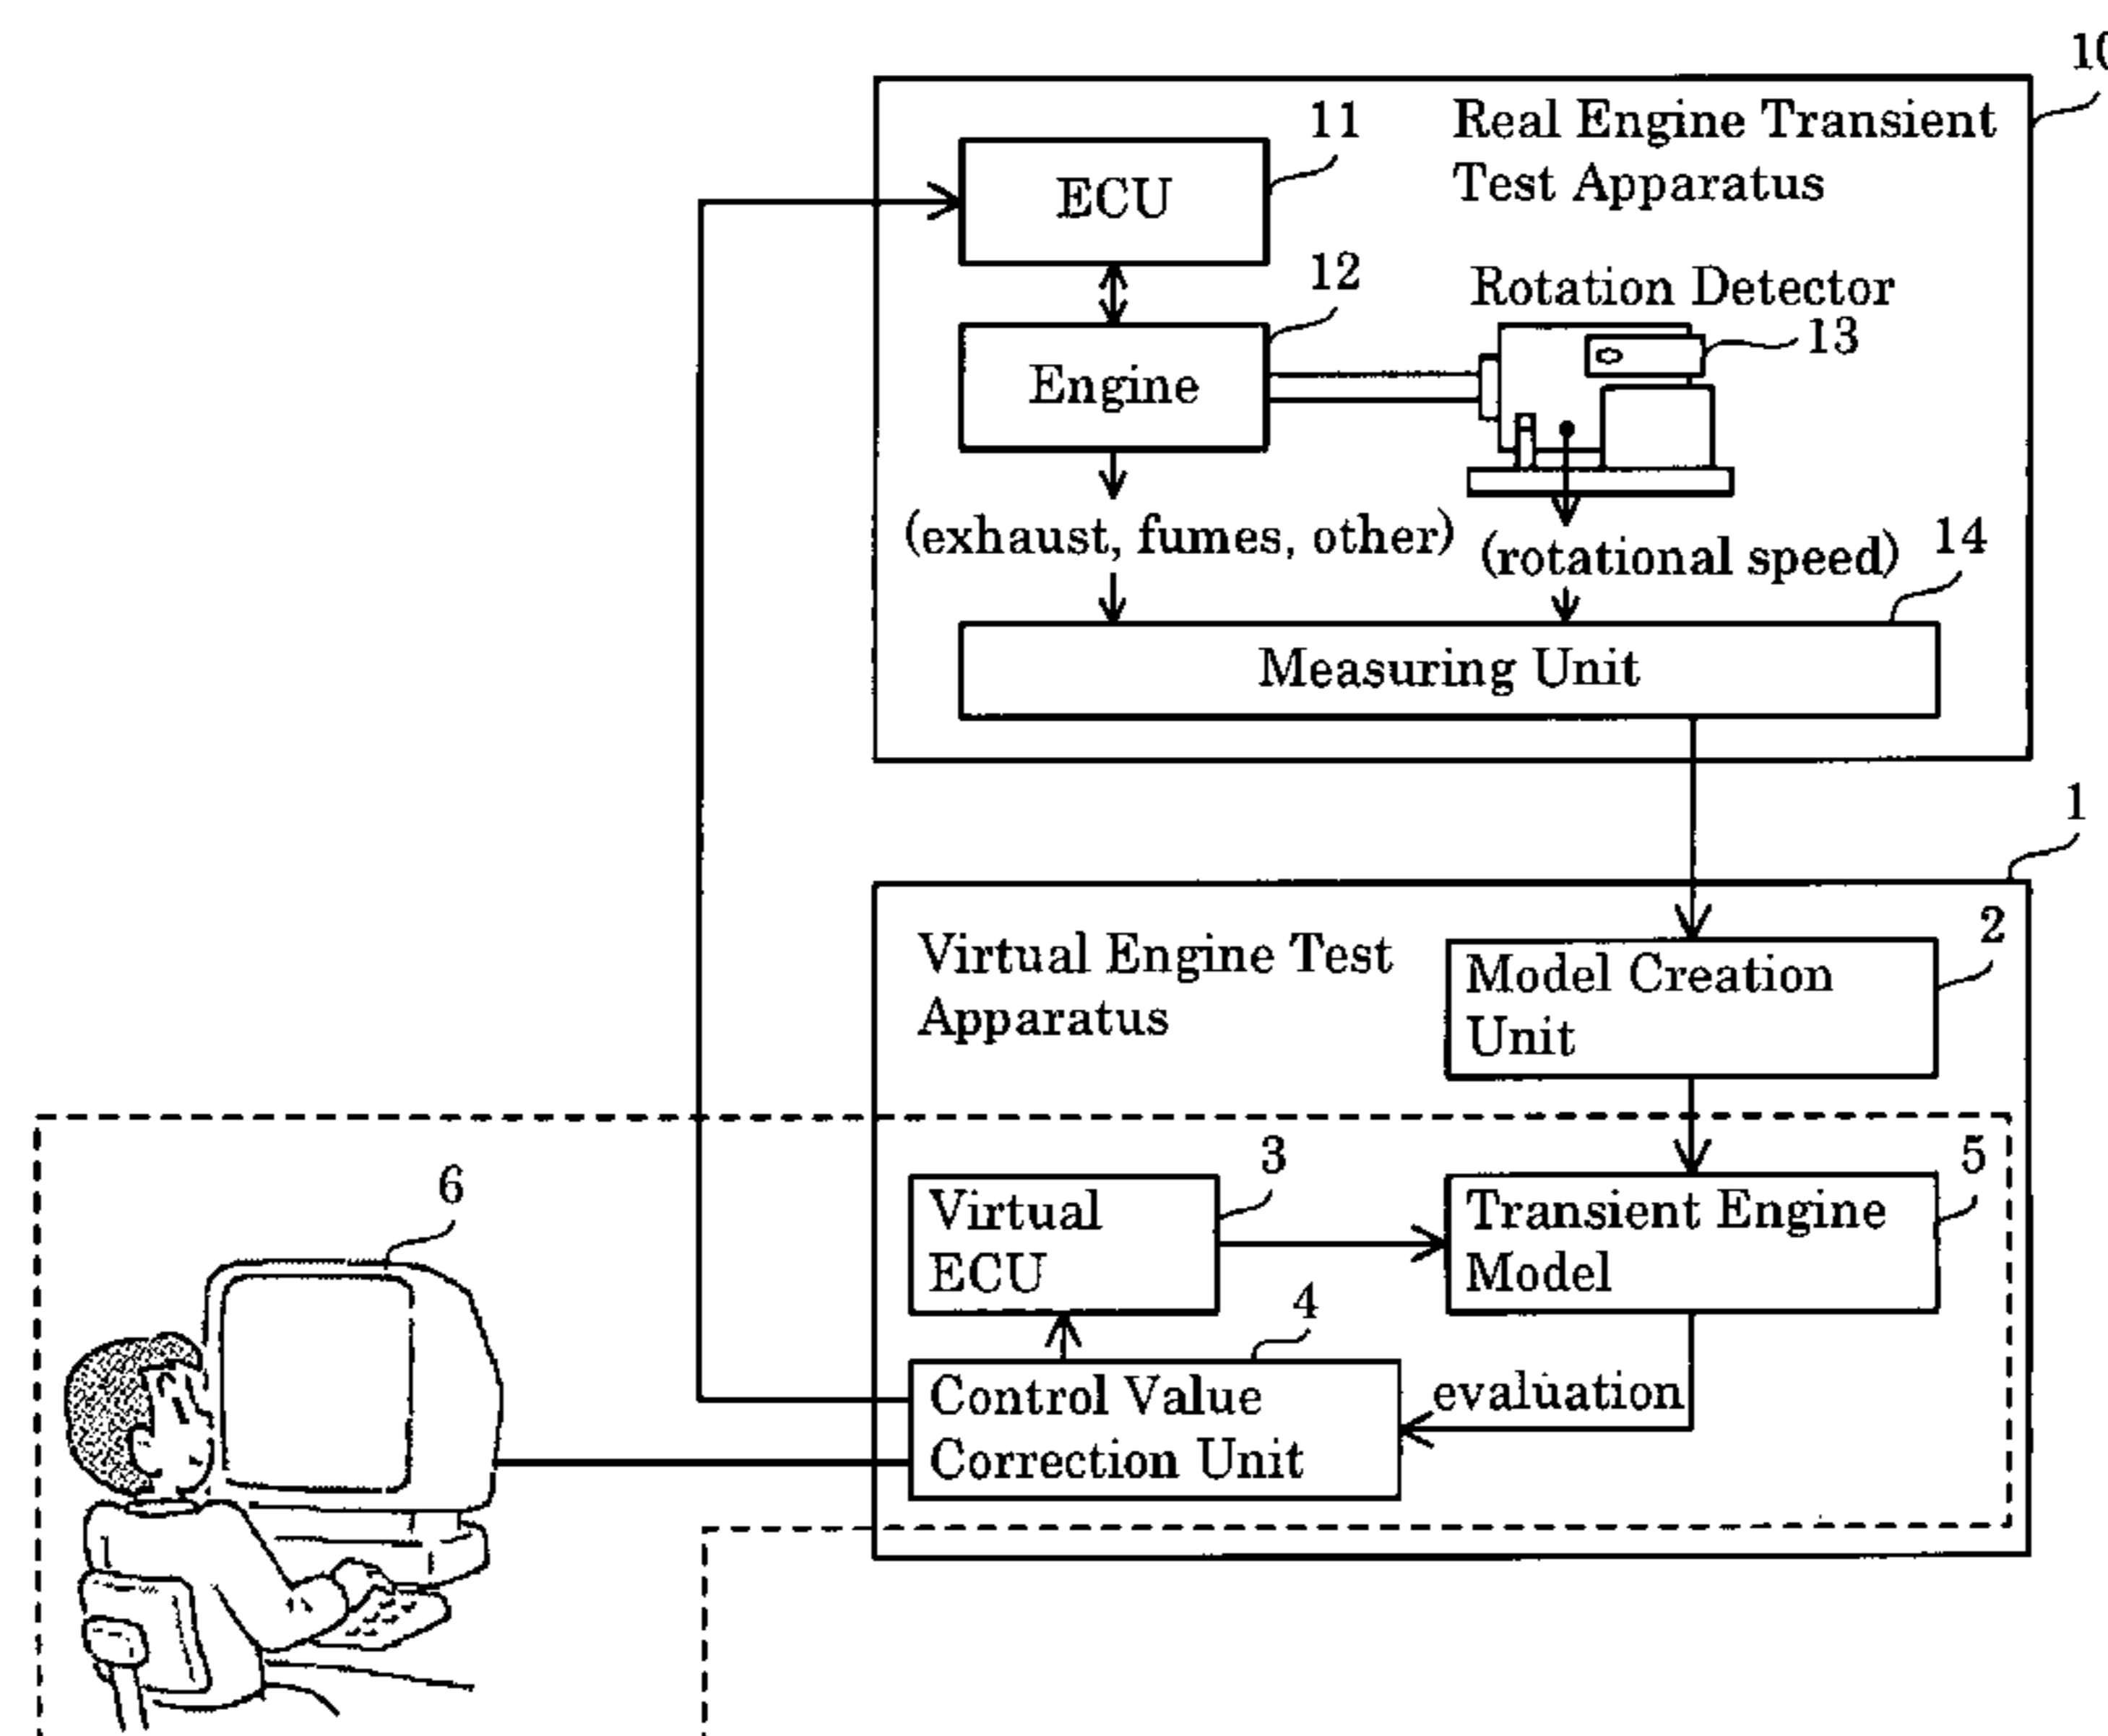 10
11
Real Engine Transient
Test Apparatus
ECU
12
Rotation Detector
13
Engine
(exhaust, fumes, other)
(rotational speed)
14
Measuring Unit
1
Virtual Engine Test
Apparatus
2
Model Creation
Unit
6
3
Virtual
ECU
5
Transient Engine
Model
4
Control Value
Correction Unit
evaluation